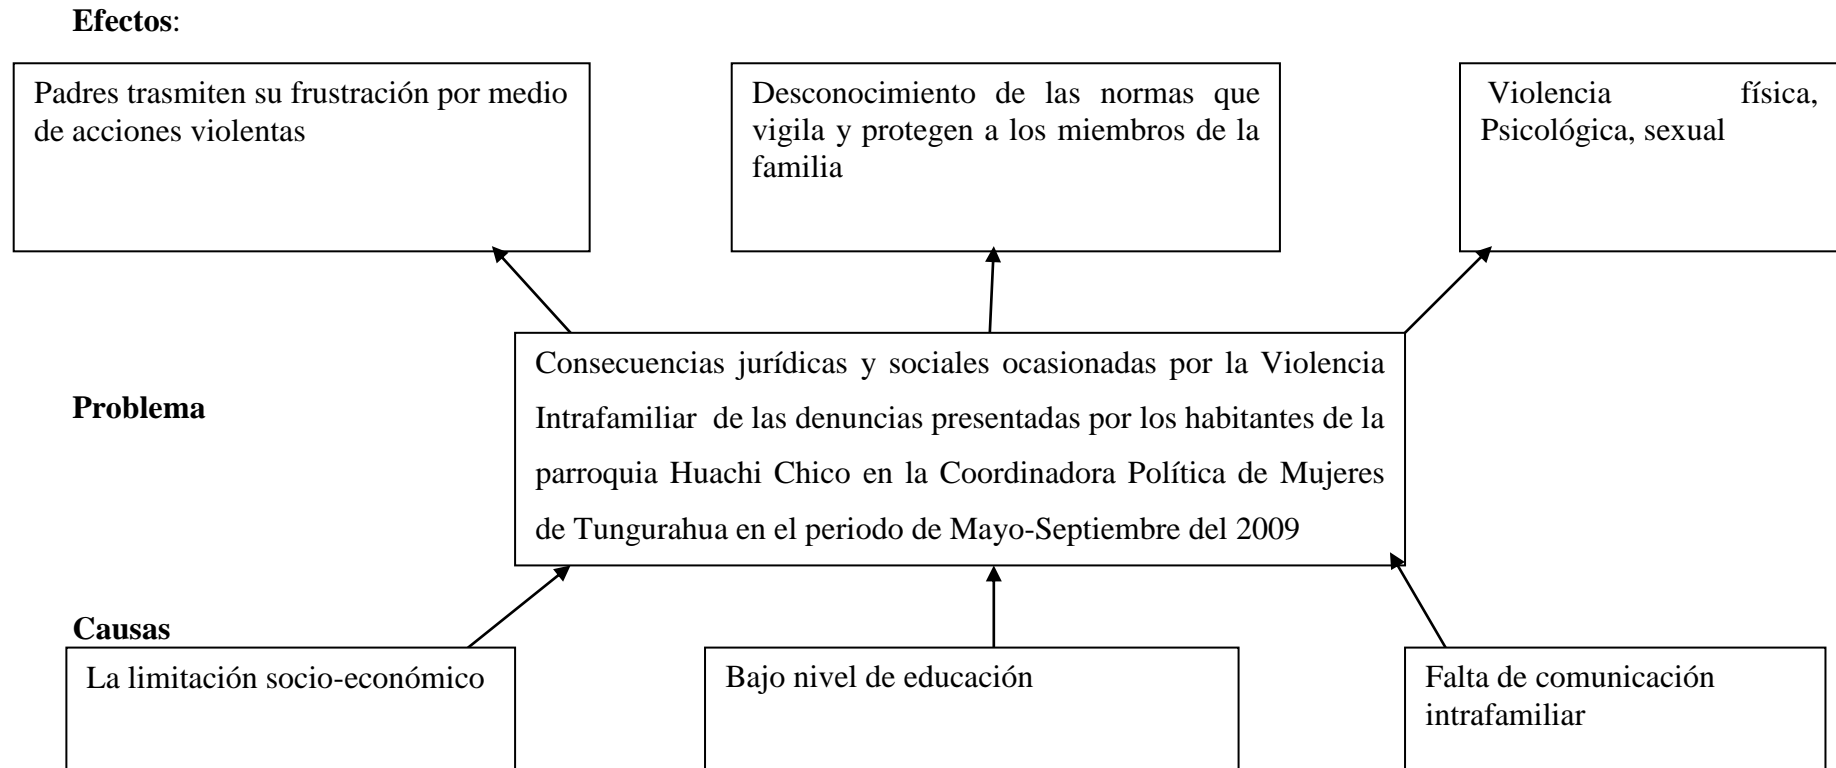 Efectos:
Padres trasmiten su frustración por medio
de acciones violentas
Desconocimiento de las normas que
vigila y protegen a los miembros de la
familia
Violencia física,
Psicológica, sexual
Problema
Consecuencias jurídicas y sociales ocasionadas por la Violencia
Intrafamiliar de las denuncias presentadas por los habitantes de la
parroquia Huachi Chico en la Coordinadora Política de Mujeres
de Tungurahua en el periodo de Mayo-Septiembre del 2009
Causas
La limitación socio-económico
Bajo nivel de educación
Falta de comunicación
intrafamiliar